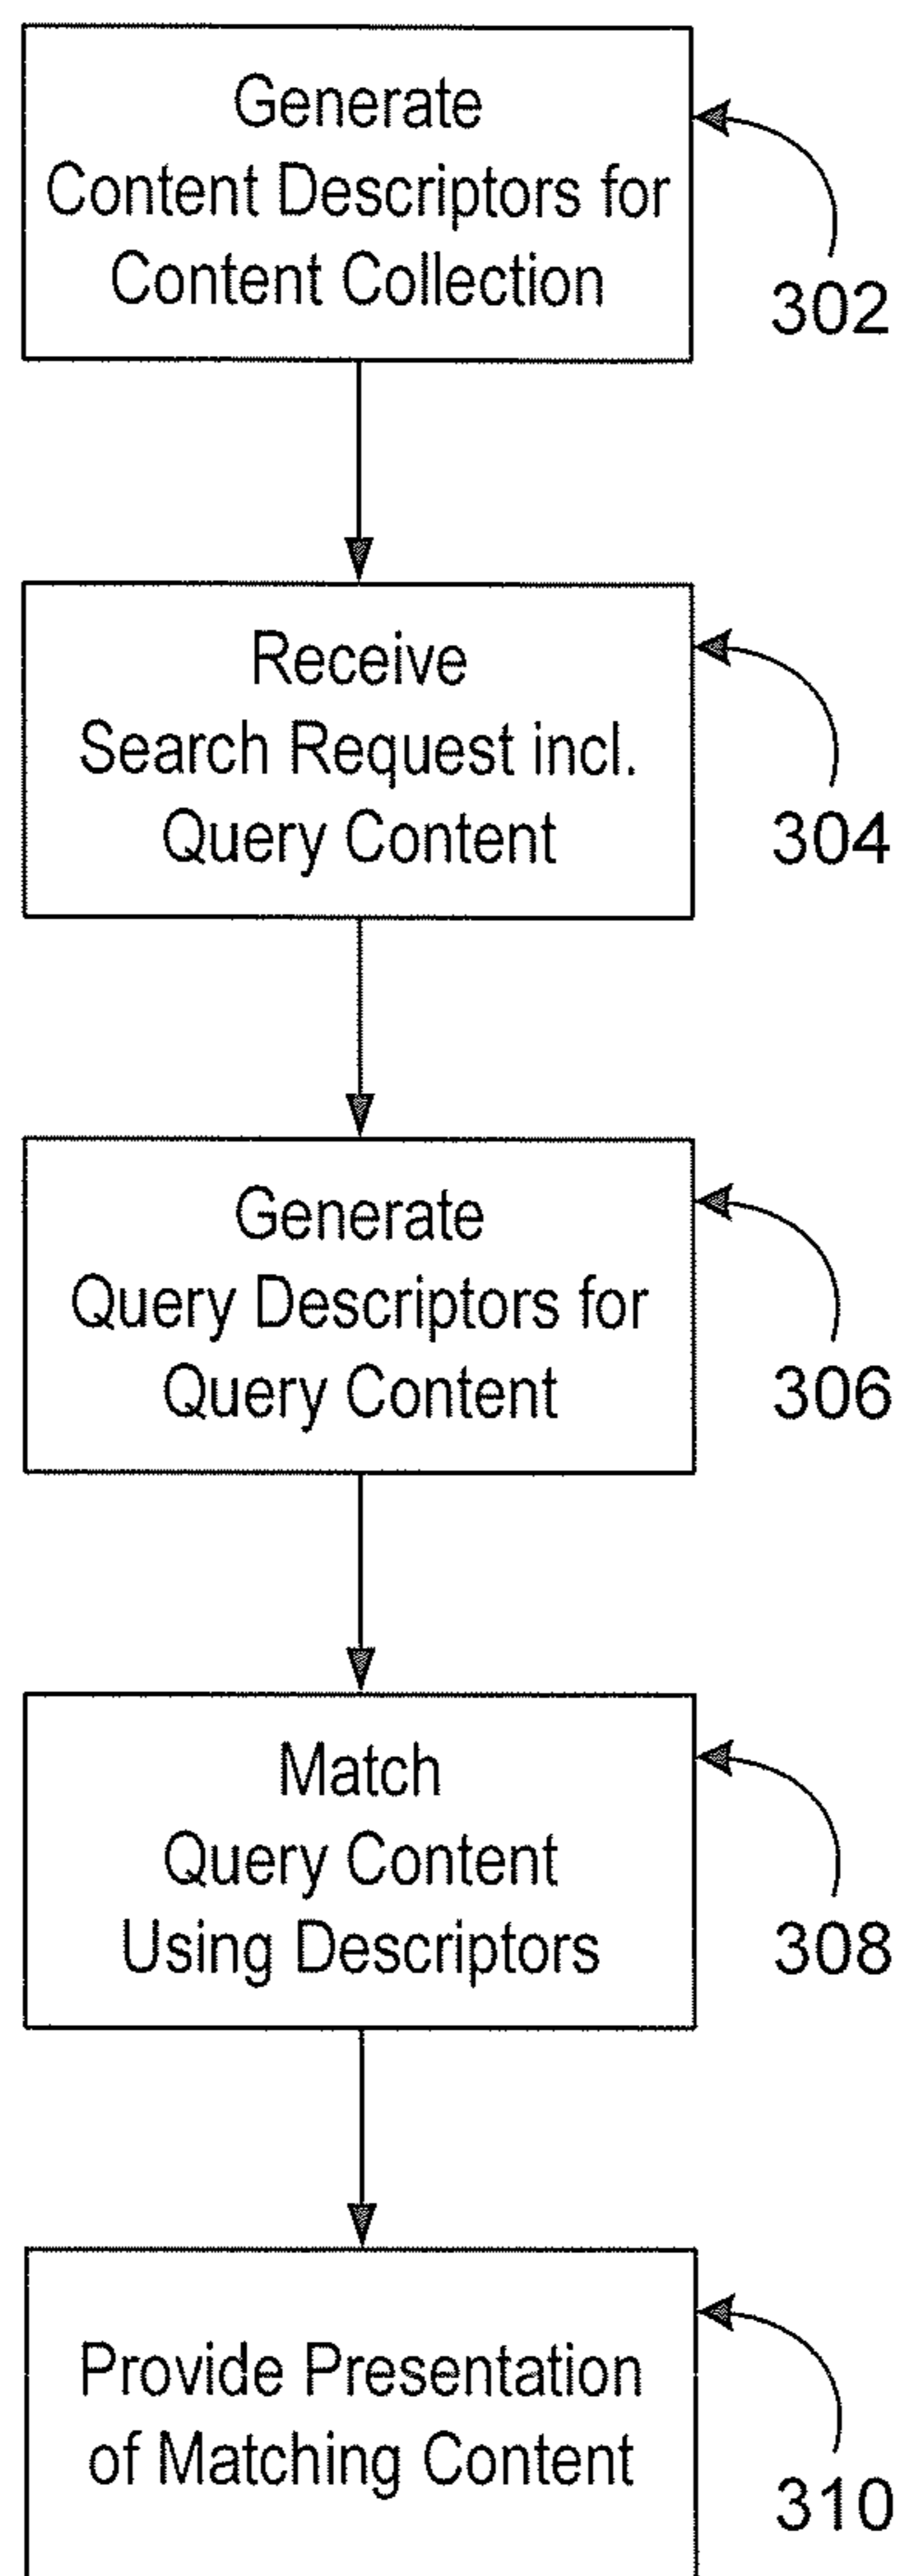 Generate
Content Descriptors for
Content Collection
302
Receive
Search Request incl.
Query Content
304
Generate
Query Descriptors for
Query Content
306
Match
Query Content
Using Descriptors
308
Provide Presentation
of Matching Content
310